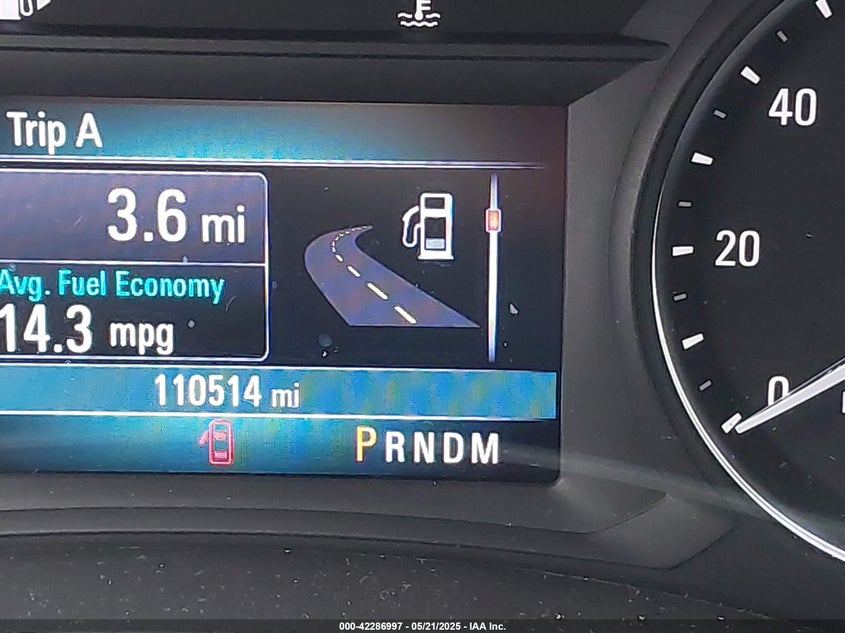 Trip A
3.6 mi
Avg. Fuel Economy
14.3 mpg
110514 mi
PRNDM
40
20
0
000-42286997 - 05/21/2025 - IAA Inc.